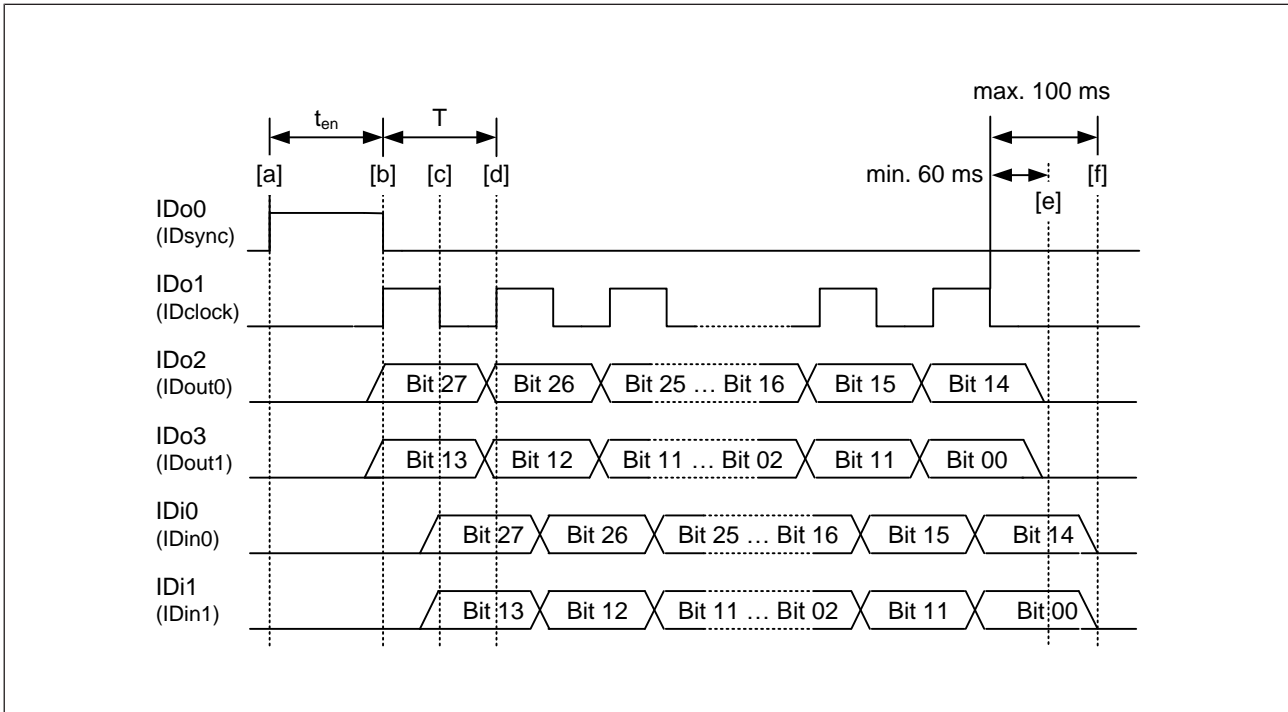 max. 100 ms
t_en T
[a] [b] [c] [d] min. 60 ms [e] [f]
IDo0
(IDsync)
IDo1
(IDclock)
IDo2
(IDout0)
Bit 27 Bit 26 Bit 25 … Bit 16 Bit 15 Bit 14
IDo3
(IDout1)
Bit 13 Bit 12 Bit 11 … Bit 02 Bit 11 Bit 00
IDi0
(IDin0)
Bit 27 Bit 26 Bit 25 … Bit 16 Bit 15 Bit 14
IDi1
(IDin1)
Bit 13 Bit 12 Bit 11 … Bit 02 Bit 11 Bit 00